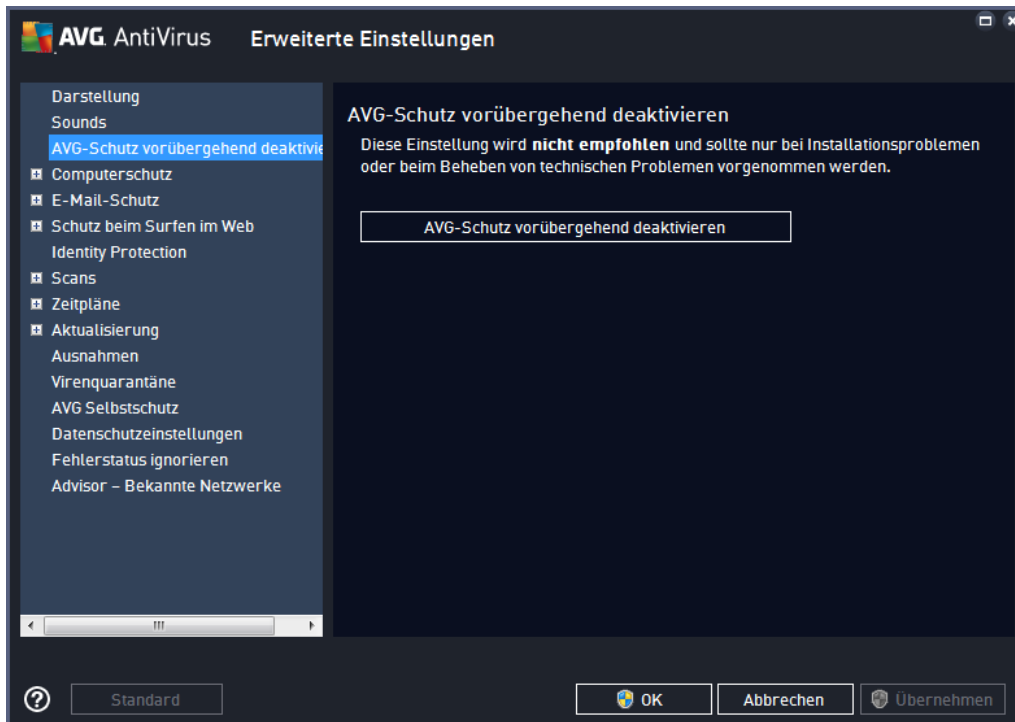 AVG AntiVirus Erweiterte Einstellungen
Darstellung
Sounds
AVG-Schutz vorübergehend deaktivie
Computerschutz
E-Mail-Schutz
Schutz beim Surfen im Web
Identity Protection
Scans
Zeitpläne
Aktualisierung
Ausnahmen
Virenquarantäne
AVG Selbstschutz
Datenschutzeinstellungen
Fehlerstatus ignorieren
Advisor – Bekannte Netzwerke
AVG-Schutz vorübergehend deaktivieren
Diese Einstellung wird nicht empfohlen und sollte nur bei Installationsproblemen
oder beim Beheben von technischen Problemen vorgenommen werden.
AVG-Schutz vorübergehend deaktivieren
? Standard OK Abbrechen Übernehmen